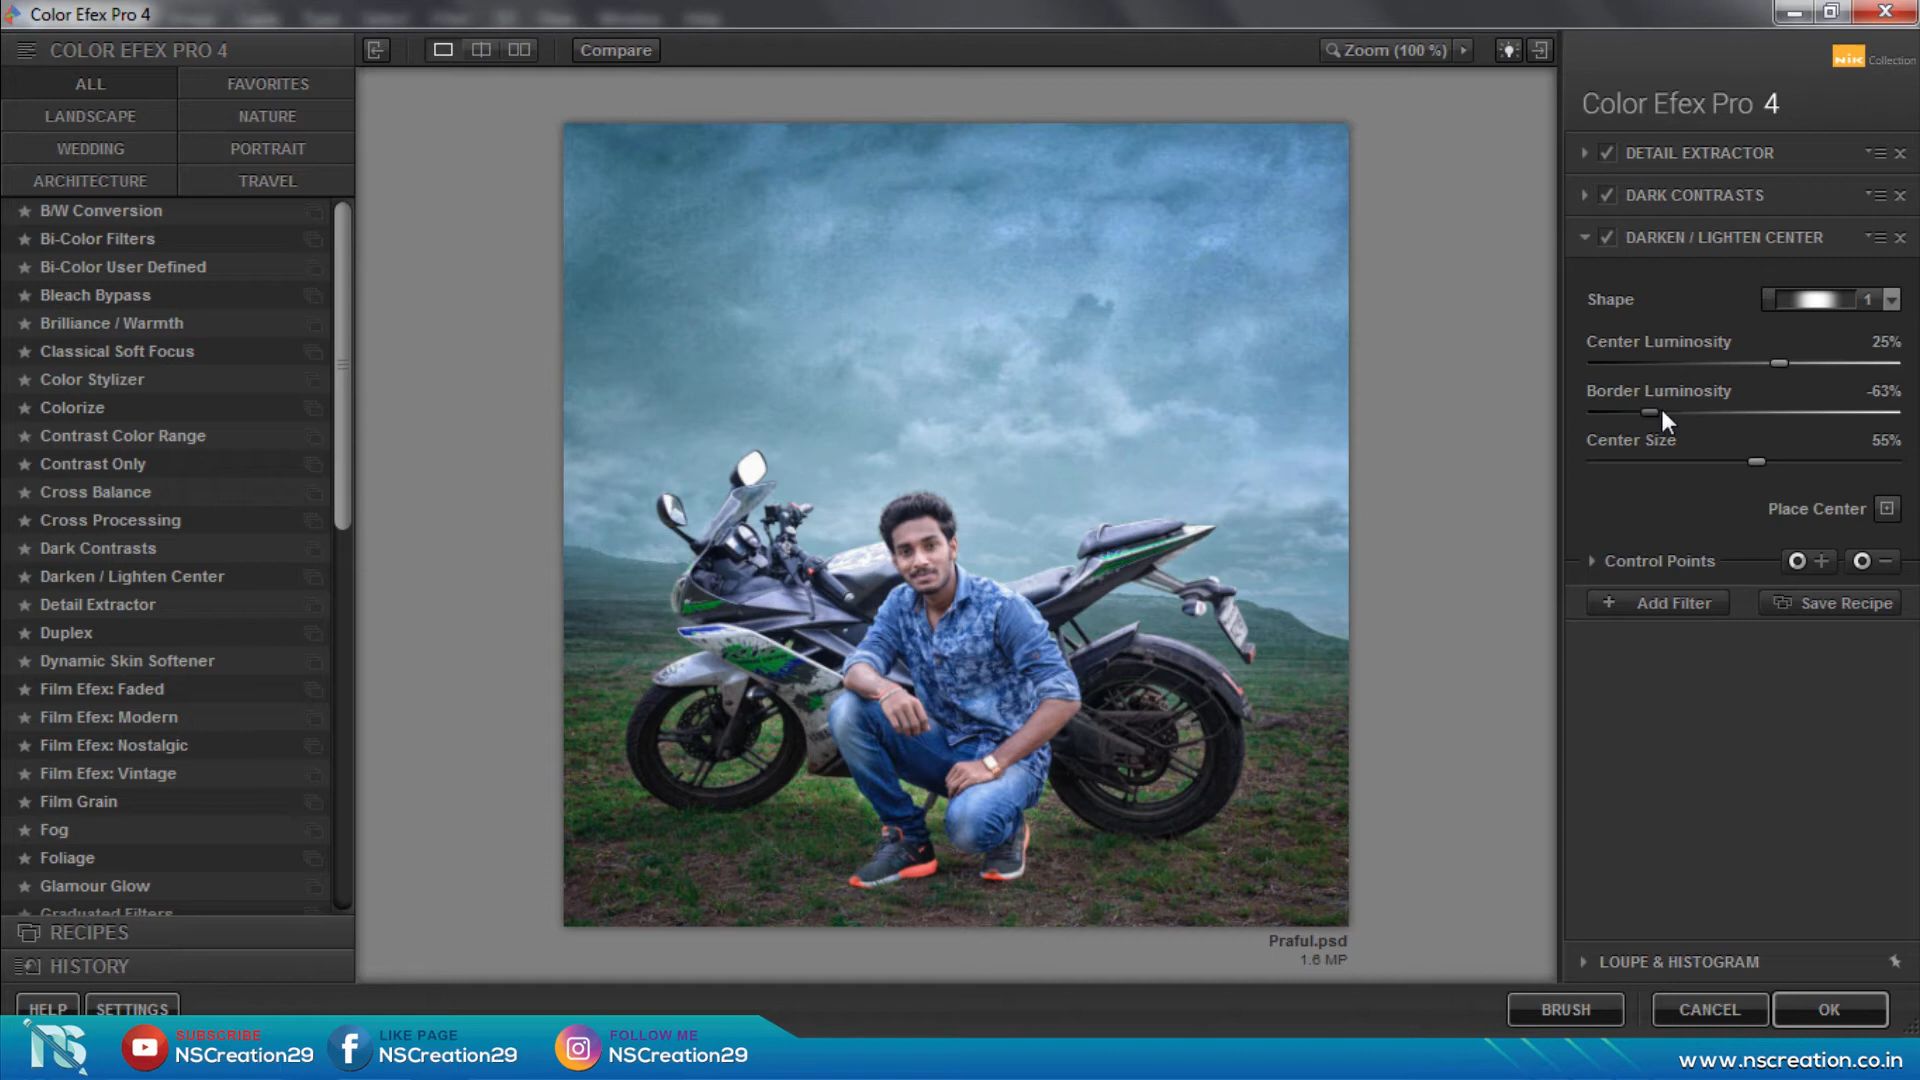 Color Efex Pro 4
COLOR EFEX PRO 4
ALL
FAVORITES
LANDSCAPE
NATURE
WEDDING
PORTRAIT
ARCHITECTURE
TRAVEL
B/W Conversion
Bi-Color Filters
Bi-Color User Defined
Bleach Bypass
Brilliance / Warmth
Classical Soft Focus
Color Stylizer
Colorize
Contrast Color Range
Contrast Only
Cross Balance
Cross Processing
Dark Contrasts
Darken / Lighten Center
Detail Extractor
Duplex
Dynamic Skin Softener
Film Efex: Faded
Film Efex: Modern
Film Efex: Nostalgic
Film Efex: Vintage
Film Grain
Fog
Foliage
Glamour Glow
Graduated Filters
RECIPES
HISTORY
HELP
SETTINGS
Compare
Zoom (100 %)
Praful.psd
1.6 MP
Nik Collection
Color Efex Pro 4
DETAIL EXTRACTOR
DARK CONTRASTS
DARKEN / LIGHTEN CENTER
Shape
1
Center Luminosity 25%
Border Luminosity -63%
Center Size 55%
Place Center
Control Points
Add Filter
Save Recipe
LOUPE & HISTOGRAM
BRUSH
CANCEL
OK
NS
SUBSCRIBE
NSCreation29
LIKE PAGE
NSCreation29
FOLLOW ME
NSCreation29
www.nscreation.co.in